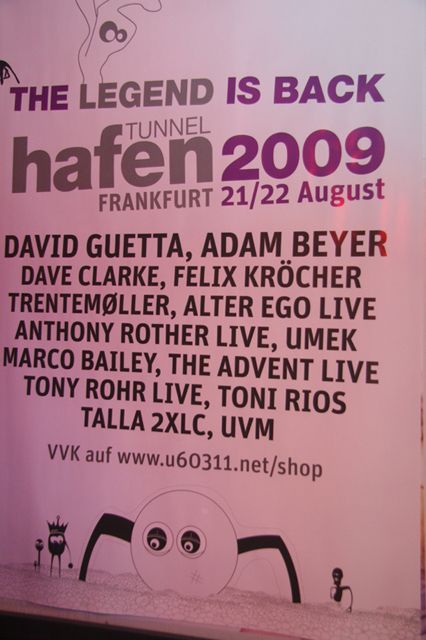 THE LEGEND IS BACK
TUNNEL
hafen 2009
FRANKFURT 21/22 August
DAVID GUETTA, ADAM BEYER
DAVE CLARKE, FELIX KRÖCHER
TRENTEMØLLER, ALTER EGO LIVE
ANTHONY ROTHER LIVE, UMEK
MARCO BAILEY, THE ADVENT LIVE
TONY ROHR LIVE, TONI RIOS
TALLA 2XLC, UVM
VVK auf www.u60311.net/shop